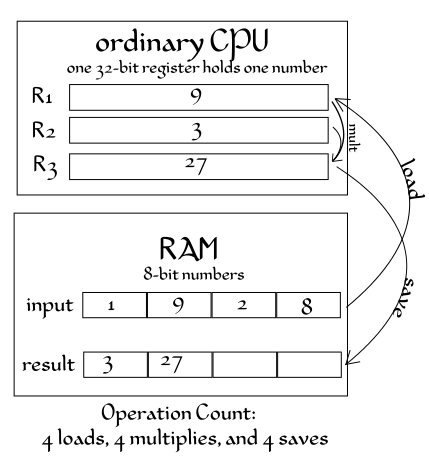 ordinary CPU
one 32-bit register holds one number
R1 9
R2 3
R3 27
mult
load
RAM
8-bit numbers
save
input 1 9 2 8
result 3 27
Operation Count:
4 loads, 4 multiplies, and 4 saves